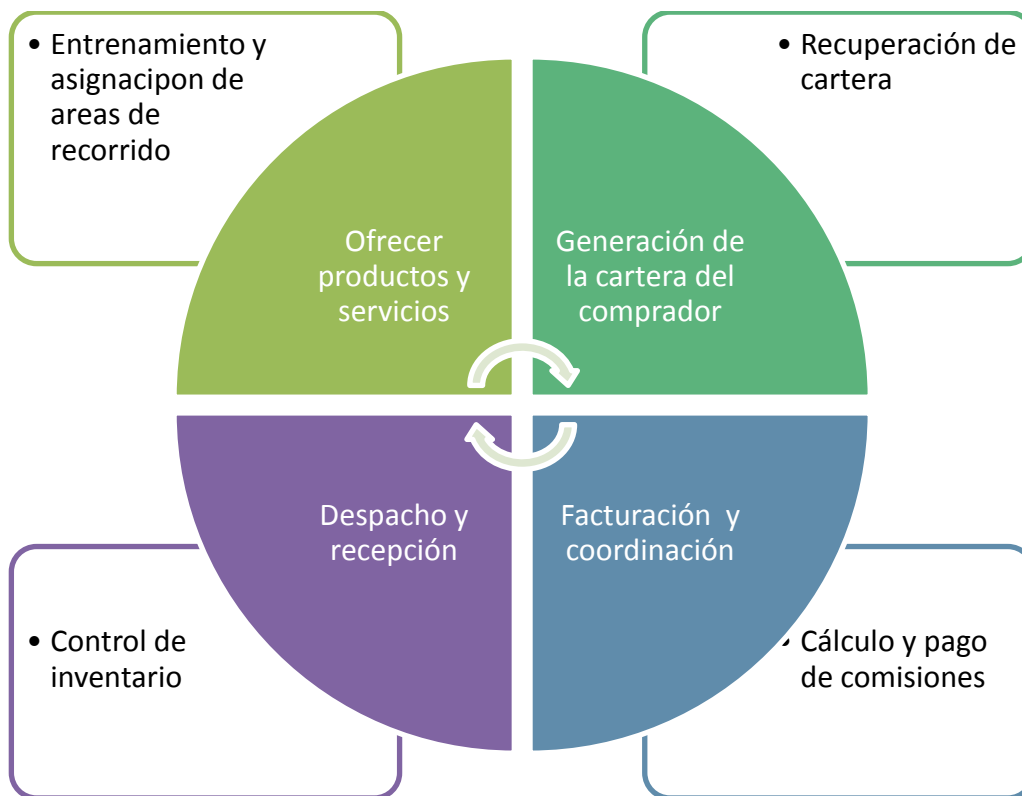 • Entrenamiento y
asignacipon de
areas de
recorrido
• Recuperación de
cartera
Ofrecer
productos y
servicios
Generación de
la cartera del
comprador
Despacho y
recepción
Facturación y
coordinación
• Control de
inventario
• Cálculo y pago
de comisiones